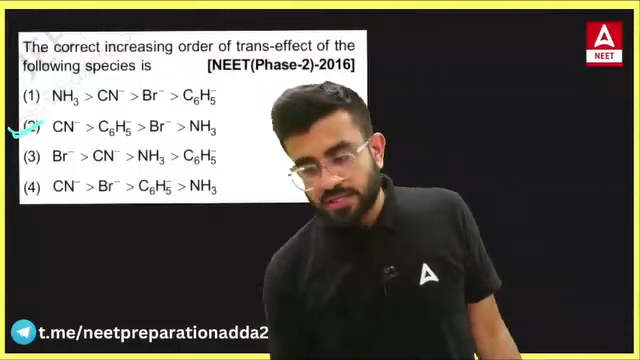 The correct increasing order of trans-effect of the
following species is [NEET(Phase-2)-2016]
(1) NH₃ > CN⁻ > Br⁻ > C₆H₅⁻
(2) CN⁻ > C₆H₅⁻ > Br⁻ > NH₃
(3) Br⁻ > CN⁻ > NH₃ > C₆H₅⁻
(4) CN⁻ > Br⁻ > C₆H₅⁻ > NH₃
A
NEET
t.me/neetpreparationadda2